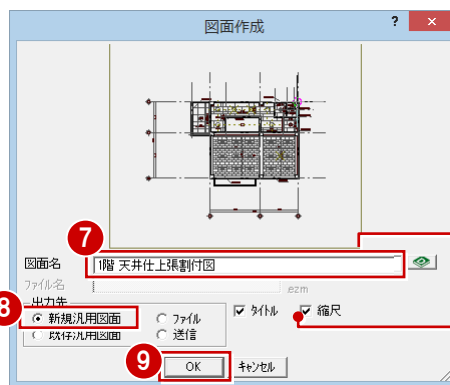 図面作成
? ×
7
図面名 1階 天井仕上張割付図
ファイル名 .ezm
出力先
8 新規汎用図面 ファイル タイトル 縮尺
既存汎用図面 送信
9
OK キャンセル